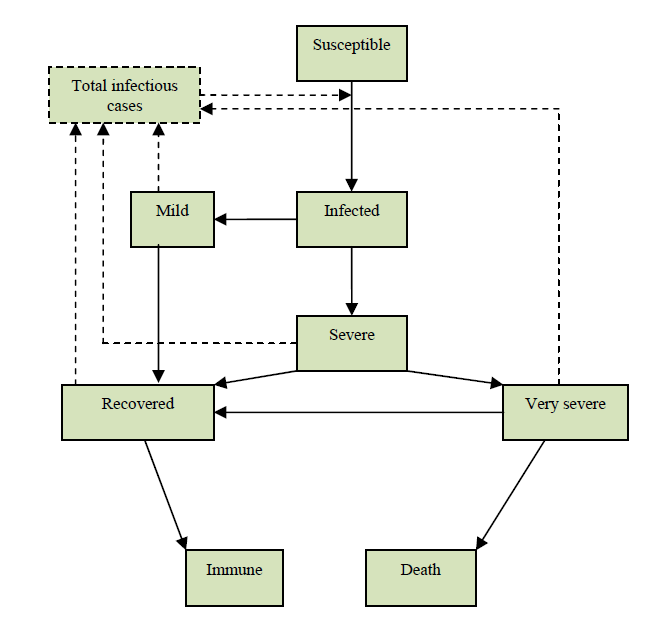 Susceptible
Total infectious
cases
Mild
Infected
Severe
Recovered
Very severe
Immune
Death